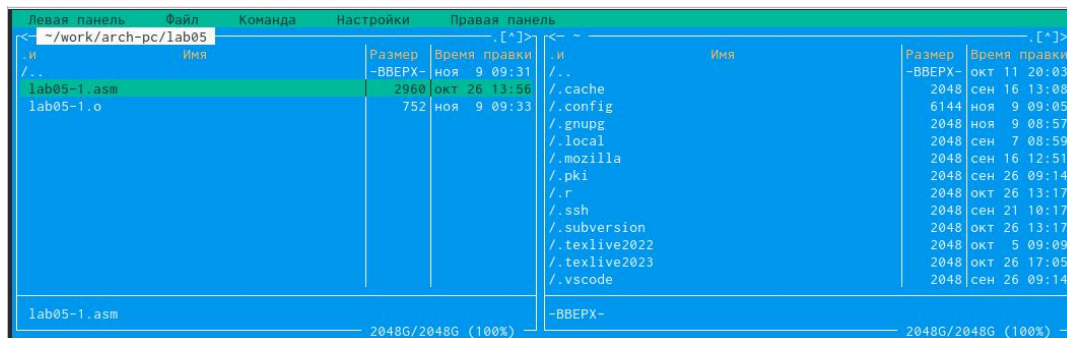 Левая панель Файл Команда Настройки Правая панель
<— ~/work/arch-pc/lab05 .[^]>
.и Имя Размер Время правки
/.. -ВВЕРХ- ноя 9 09:31
lab05-1.asm 2960 окт 26 13:56
lab05-1.o 752 ноя 9 09:33
lab05-1.asm
2048G/2048G (100%)
<— ~ .[^]>
.и Имя Размер Время правки
/.. -ВВЕРХ- окт 11 20:03
/.cache 2048 сен 16 13:08
/.config 6144 ноя 9 09:05
/.gnupg 2048 ноя 9 08:57
/.local 2048 сен 7 08:59
/.mozilla 2048 сен 16 12:51
/.pki 2048 сен 26 09:14
/.r 2048 окт 26 13:17
/.ssh 2048 сен 21 10:17
/.subversion 2048 окт 26 13:17
/.texlive2022 2048 окт 5 09:09
/.texlive2023 2048 окт 26 17:05
/.vscode 2048 сен 26 09:14
-ВВЕРХ-
2048G/2048G (100%)